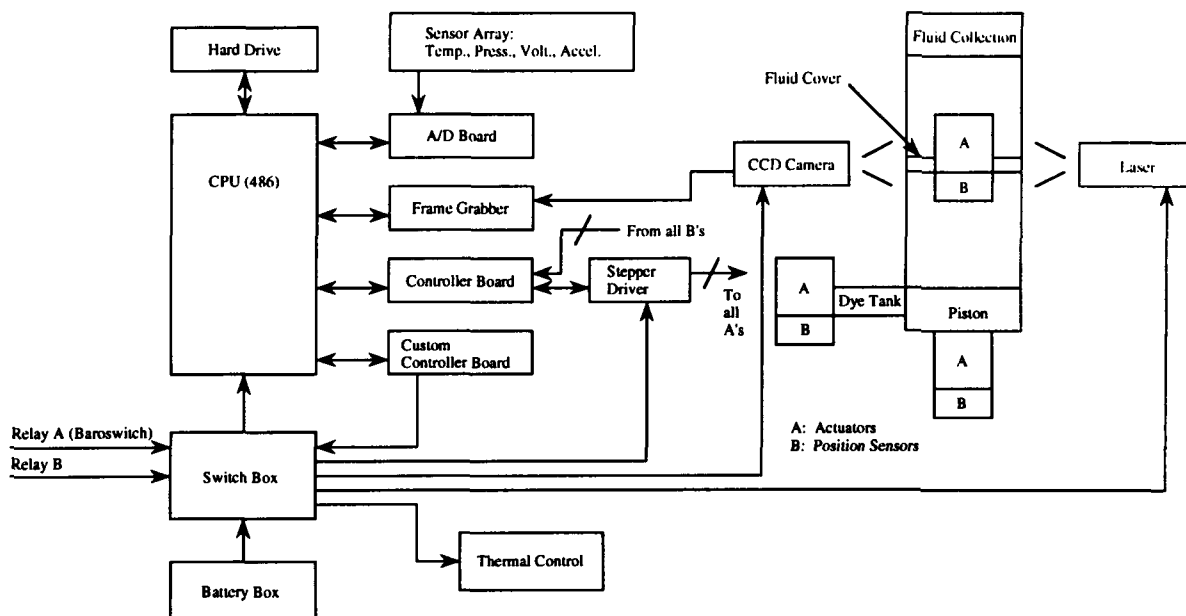 Hard Drive
Sensor Array:
Temp., Press., Volt., Accel.
Fluid Collection
Fluid Cover
A/D Board
A
CCD Camera
Laser
CPU (486)
B
Frame Grabber
From all B's
Controller Board
Stepper
Driver
A
To
all
A's
Dye Tank
Piston
B
Custom
Controller Board
A
B
Relay A (Baroswitch)
A: Actuators
B: Position Sensors
Relay B
Switch Box
Thermal Control
Battery Box